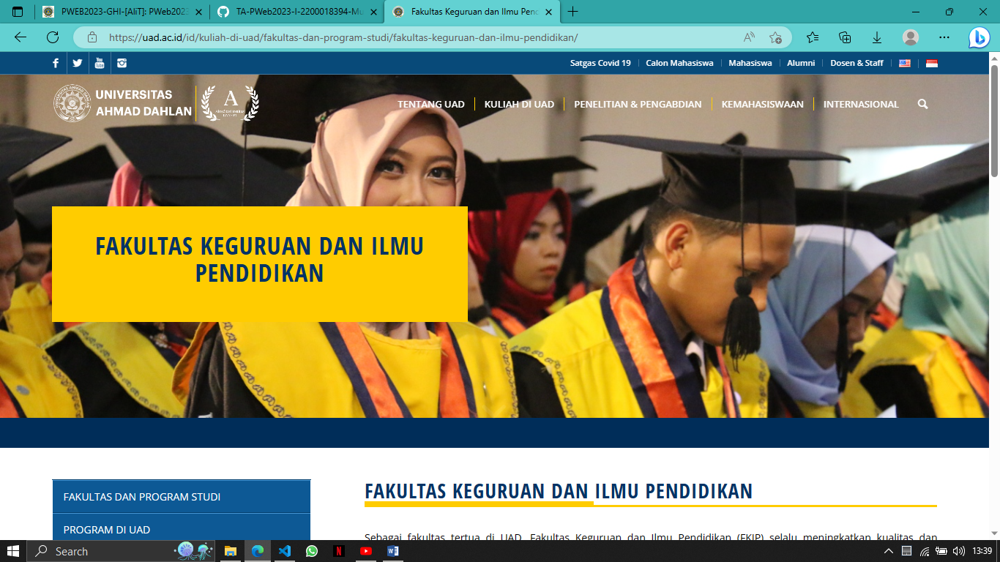 PWEB2023-GHI-[AliT]: PWeb2023
TA-PWeb2023-I-2200018394-Mu
Fakultas Keguruan dan Ilmu Penc
https://uad.ac.id/id/kuliah-di-uad/fakultas-dan-program-studi/fakultas-keguruan-dan-ilmu-pendidikan/
Satgas Covid 19 Calon Mahasiswa Mahasiswa Alumni Dosen & Staff
UNIVERSITAS
AHMAD DAHLAN
A
TENTANG UAD KULIAH DI UAD PENELITIAN & PENGABDIAN KEMAHASISWAAN INTERNASIONAL
FAKULTAS KEGURUAN DAN ILMU
PENDIDIKAN
FAKULTAS DAN PROGRAM STUDI
PROGRAM DI UAD
FAKULTAS KEGURUAN DAN ILMU PENDIDIKAN
Sebagai fakultas tertua di UAD, Fakultas Keguruan dan Ilmu Pendidikan (FKIP) selalu meningkatkan kualitas dan
Search
13:39